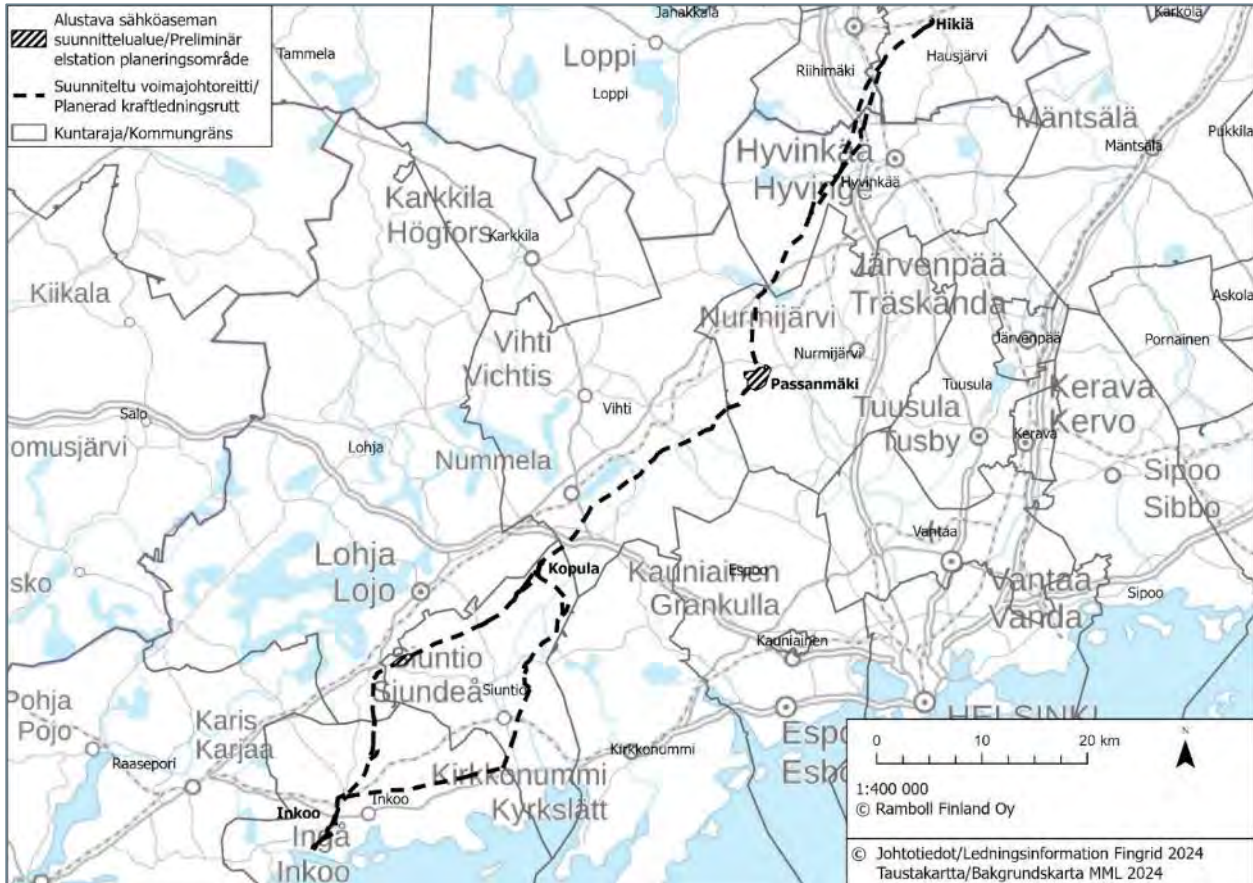 Alustava sähköaseman
suunnittelualue/Preliminär
elstation planeringsområde
Suunniteltu voimajohtoreitti/
Planerad kraftledningsrutt
Kuntaraja/Kommungräns
Jahakkala
Hikiä
Kärkölä
Tammela
Loppi
Loppi
Riihimäki
Hausjärvi
Mäntsälä
Mäntsälä
Pukkila
Hyvinkää
Hyvinge
Hyvinkää
Karkkila
Högfors
Karkkila
Järvenpää
Träskända
Askola
Kiikala
Nurmijärvi
Nurmijärvi
Järvenpää
Pornainen
Vihti
Vichtis
Passanmäki
Tuusula
Kerava
Kervo
Salo
Vihti
Tuusula
Tusby
Kerava
omusjärvi
Lohja
Nummela
Sipoo
Sibbo
Vantaa
Lohja
Lojo
Kopula
Kauniainen
Grankulla
Espoo
Vantaa
Vanda
Sipoo
sko
Kauniainen
Siuntio
Sjundeå
Siuntio
Pohja
Pojo
Karis
Karjaa
HELSINKI
Espo
Esbo
Raasepori
Kirkkonummi
Kirkkonummi
Kyrkslätt
Inkoo
Inkoo
Ingå
Inkoo
0 10 20 km
N
1:400 000
© Ramboll Finland Oy
© Johtotiedot/Ledningsinformation Fingrid 2024
Taustakartta/Bakgrundskarta MML 2024